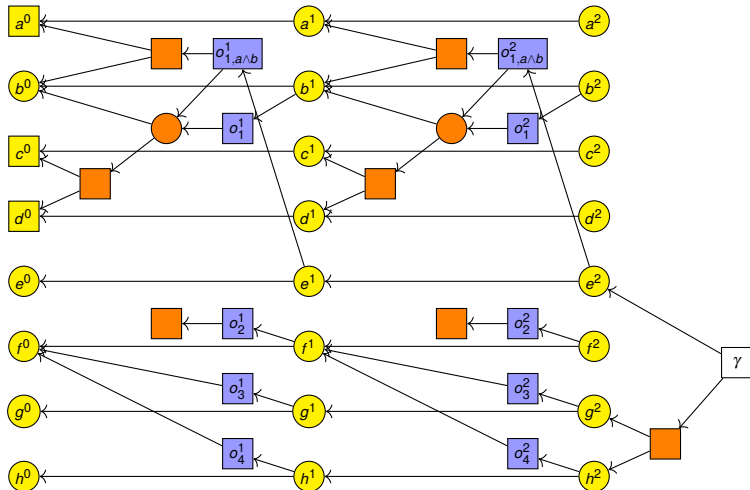 a⁰ a¹ a²
o¹₁,a∧b o²₁,a∧b
b⁰ b¹ b²
o¹₁ o²₁
c⁰ c¹ c²
d⁰ d¹ d²
e⁰ e¹ e²
o¹₂ o²₂
f⁰ f¹ f²
γ
o¹₃ o²₃
g⁰ g¹ g²
o¹₄ o²₄
h⁰ h¹ h²